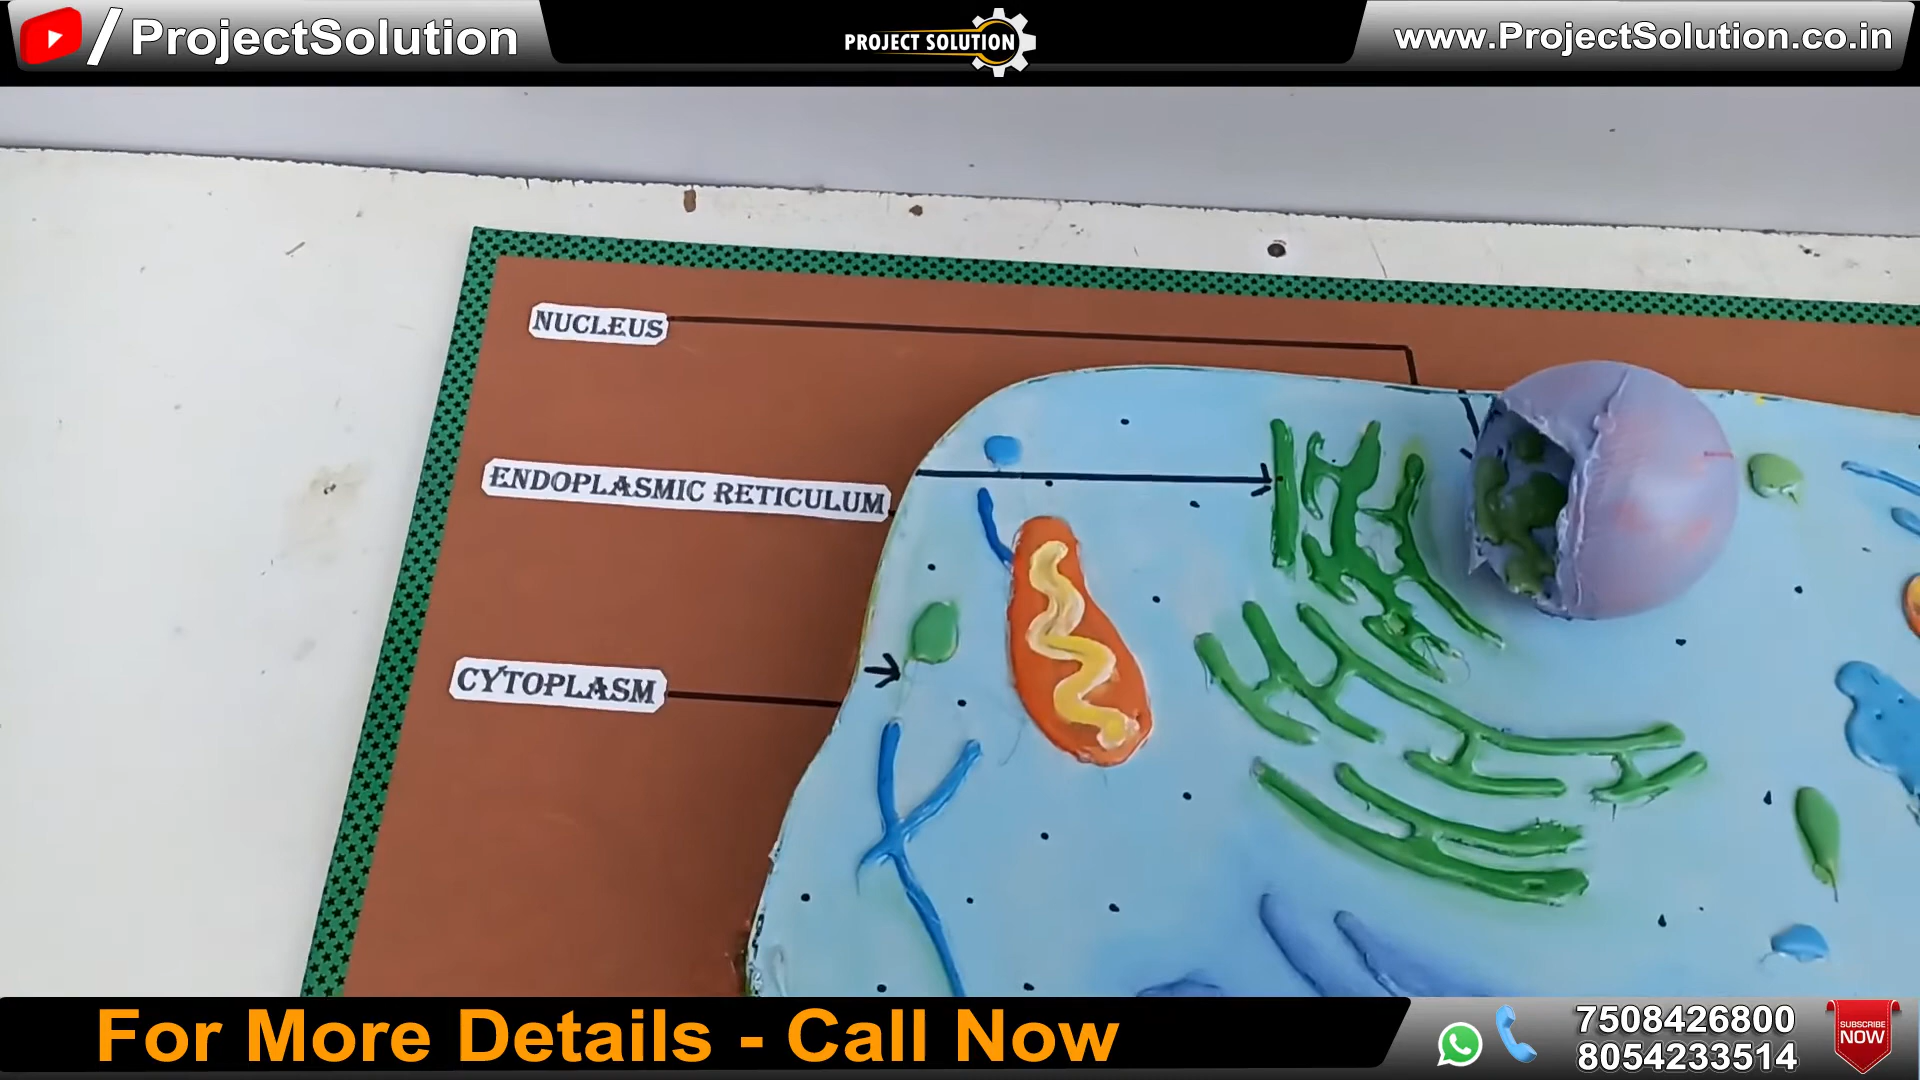 /ProjectSolution
PROJECT SOLUTION
www.ProjectSolution.co.in
NUCLEUS
ENDOPLASMIC RETICULUM
CYTOPLASM
For More Details - Call Now
7508426800
8054233514
SUBSCRIBE
NOW